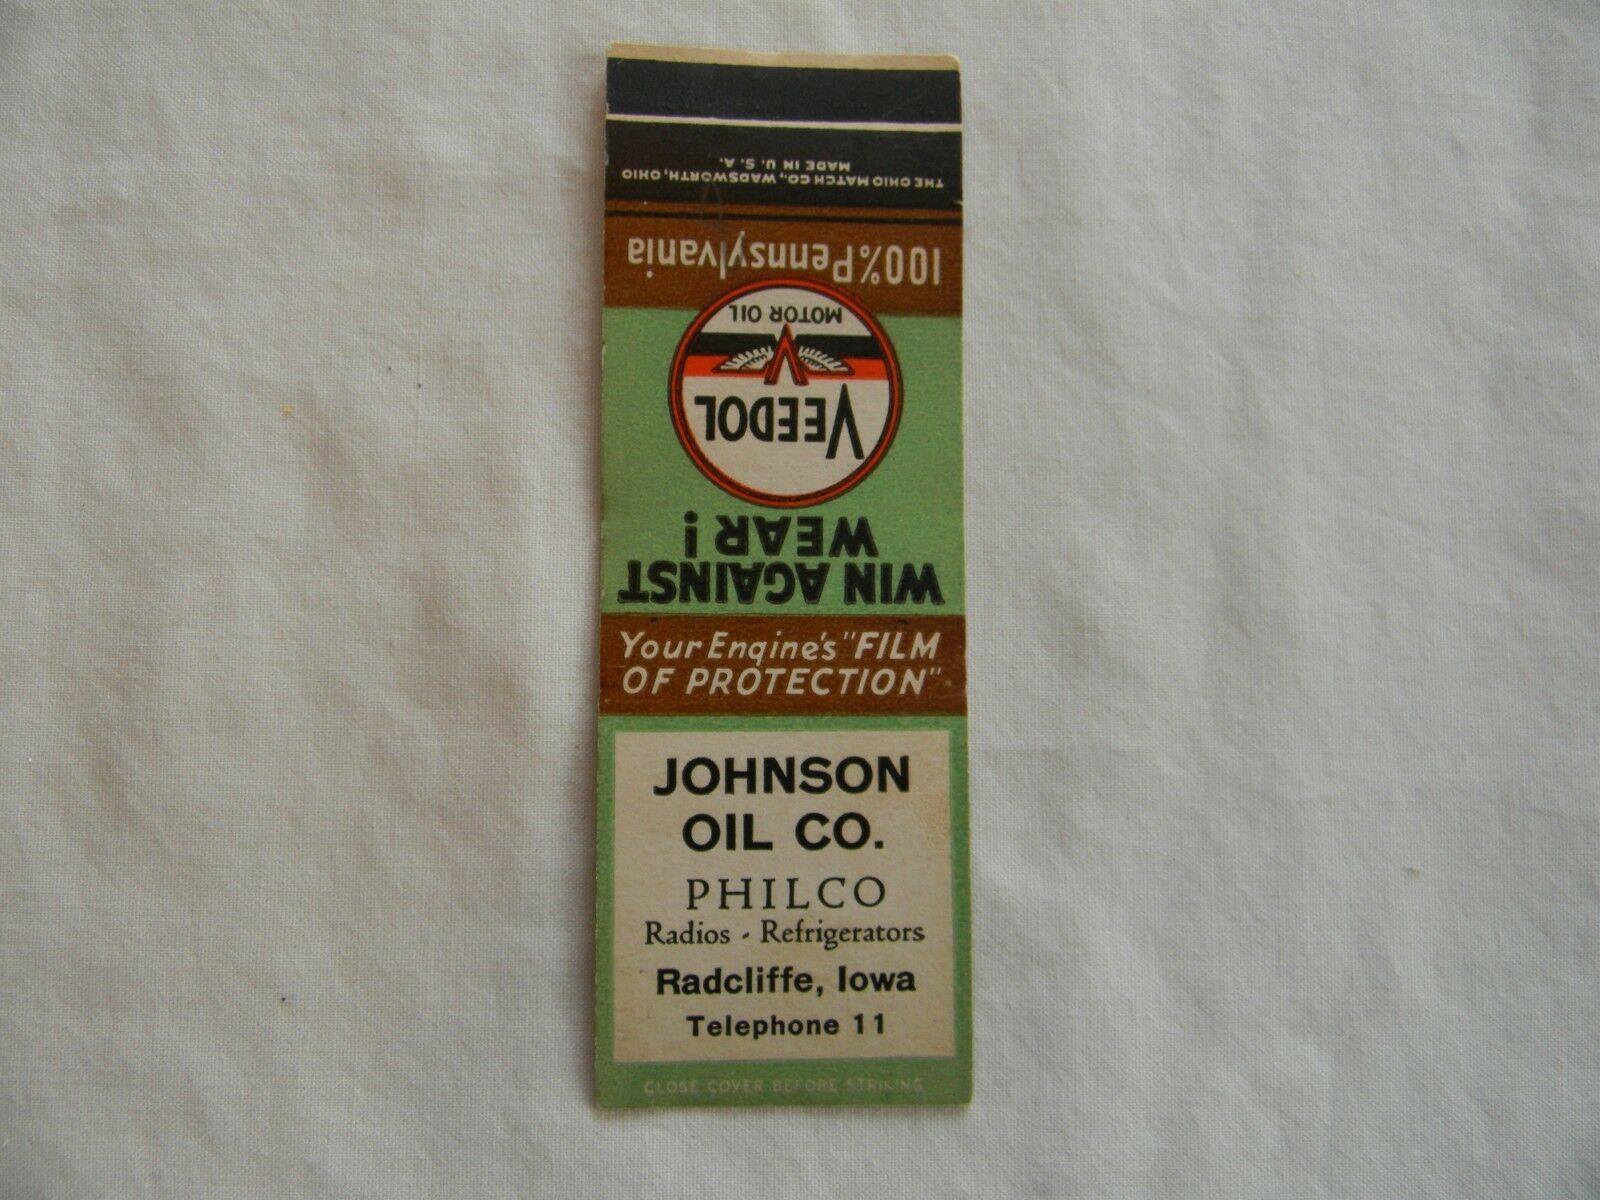 THE OHIO MATCH CO., WADSWORTH, OHIO
MADE IN U. S. A.
100% Pennsylvania
MOTOR OIL
VEEDOL
WIN AGAINST
WEAR!
Your Engine's "FILM
OF PROTECTION"
JOHNSON
OIL CO.
PHILCO
Radios - Refrigerators
Radcliffe, Iowa
Telephone 11
CLOSE COVER BEFORE STRIKING